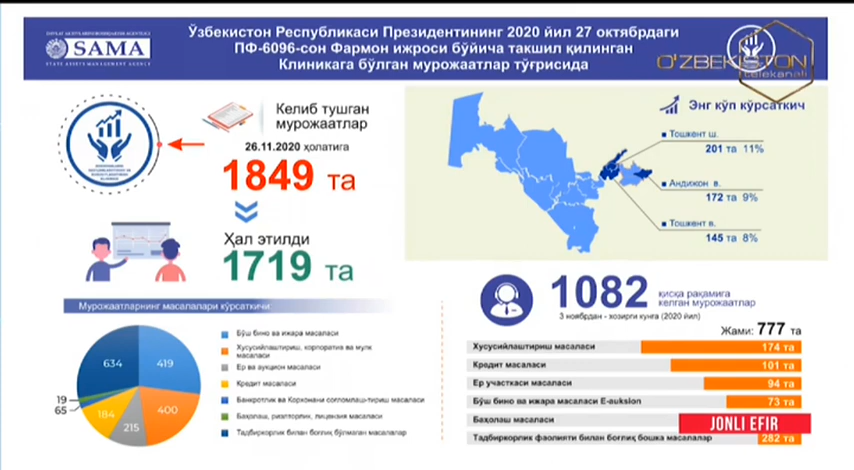 Ўзбекистон Республикаси Президентининг 2020 йил 27 октябрдаги
ПФ-6096-сон Фармон ижроси бўйича такшил қилинган
Клиникага бўлган мурожаатлар тўғрисида
SAMA
STATE ASSETS MANAGEMENT AGENCY
O'ZBEKISTON
telekanali
Келиб тушган
мурожаатлар
26.11.2020 ҳолатига
1849 та
Ҳал этилди
1719 та
Энг кўп кўрсаткич
Тошкент ш.
201 та 11%
Андижон в.
172 та 9%
Тошкент в.
145 та 8%
Мурожаатларнинг масалалари кўрсаткичи:
634
419
19
65
184
215
400
Бўш бино ва ижара масаласи
Хусусийлаштириш, корпоратив ва мулк
масаласи
Ер ва аукцион масаласи
Кредит масаласи
Банкротлик ва Корхонани соғломлаш-тириш масаласи
Баҳолаш, риэлторлик, лицензия масаласи
Тадбиркорлик билан боғлиқ бўлмаган масалалар
1082
қисқа рақамига
келган мурожаатлар
3 ноябрдан - ҳозирги кунга (2020 йил)
Жами: 777 та
Хусусийлаштириш масаласи 174 та
Кредит масаласи 101 та
Ер участкаси масаласи 94 та
Бўш бино ва ижара масаласи E-auksion 73 та
Баҳолаш масаласи
JONLI EFIR
Тадбиркорлик фаолияти билан боғлиқ бошка масалалар 282 та